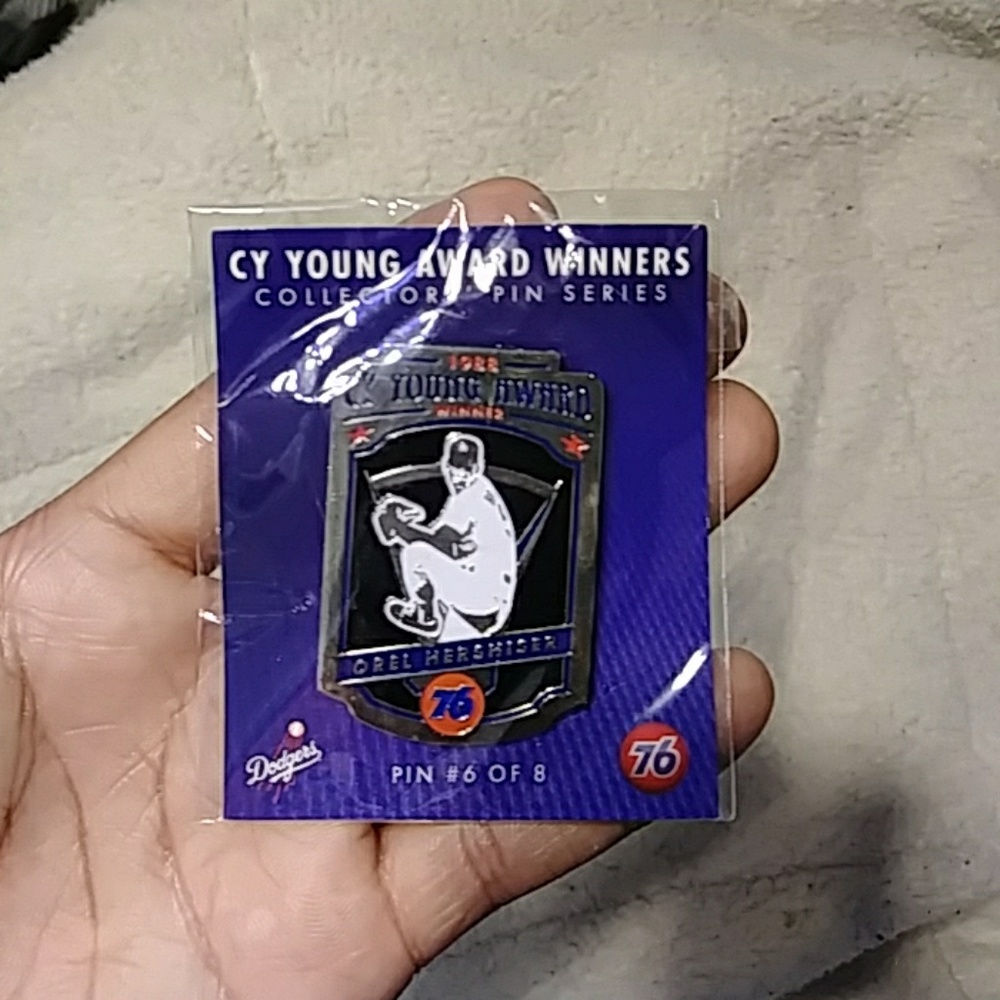 CY YOUNG AWARD WINNERS
COLLECTORS' PIN SERIES
1988
CY YOUNG AWARD
WINNER
OREL HERSHISER
76
Dodgers
PIN #6 OF 8
76